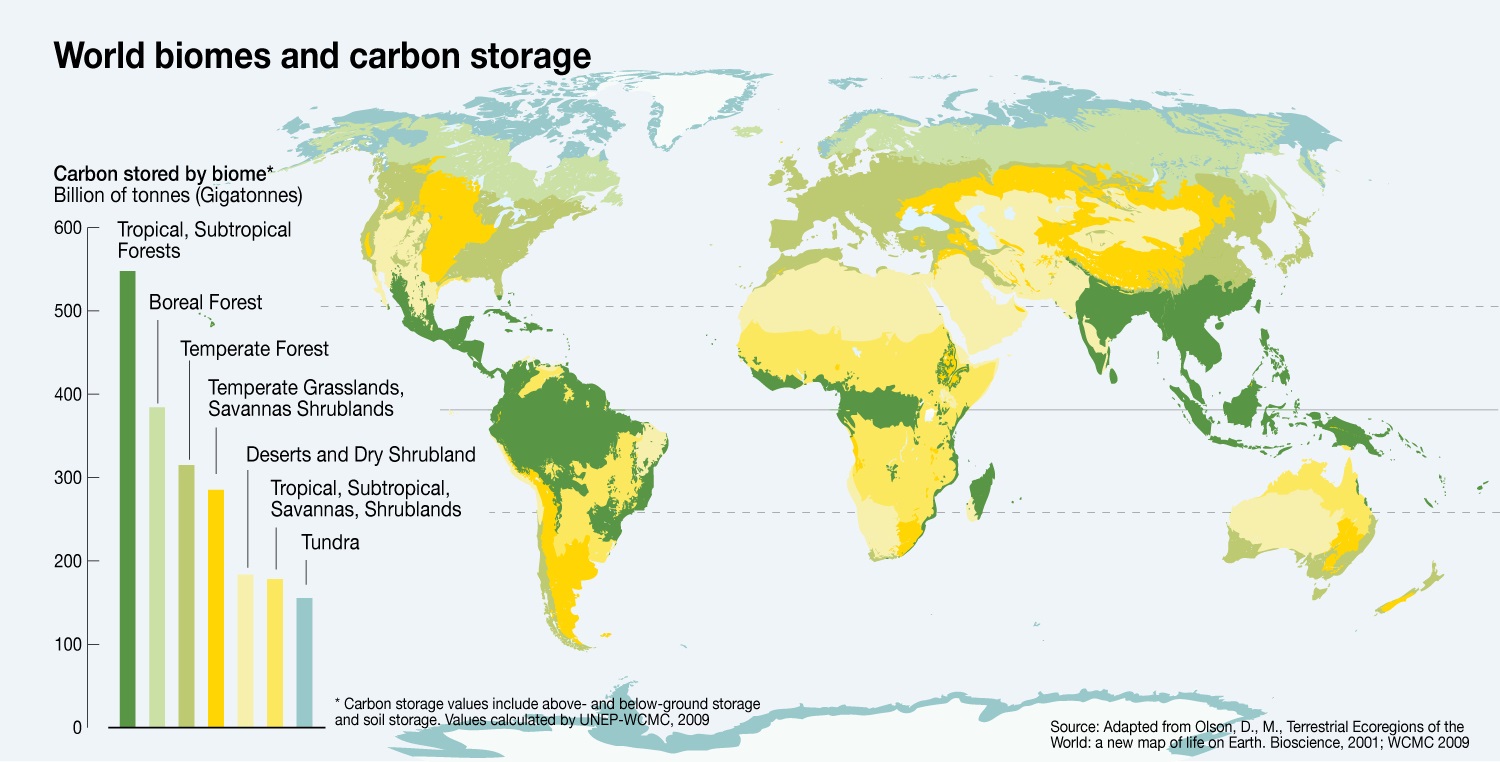 World biomes and carbon storage
Carbon stored by biome*
Billion of tonnes (Gigatonnes)
600
Tropical, Subtropical
Forests
500
Boreal Forest
Temperate Forest
400
Temperate Grasslands,
Savannas Shrublands
300
Deserts and Dry Shrubland
Tropical, Subtropical,
Savannas, Shrublands
200
Tundra
100
0
* Carbon storage values include above- and below-ground storage
and soil storage. Values calculated by UNEP-WCMC, 2009
Source: Adapted from Olson, D., M., Terrestrial Ecoregions of the
World: a new map of life on Earth. Bioscience, 2001; WCMC 2009